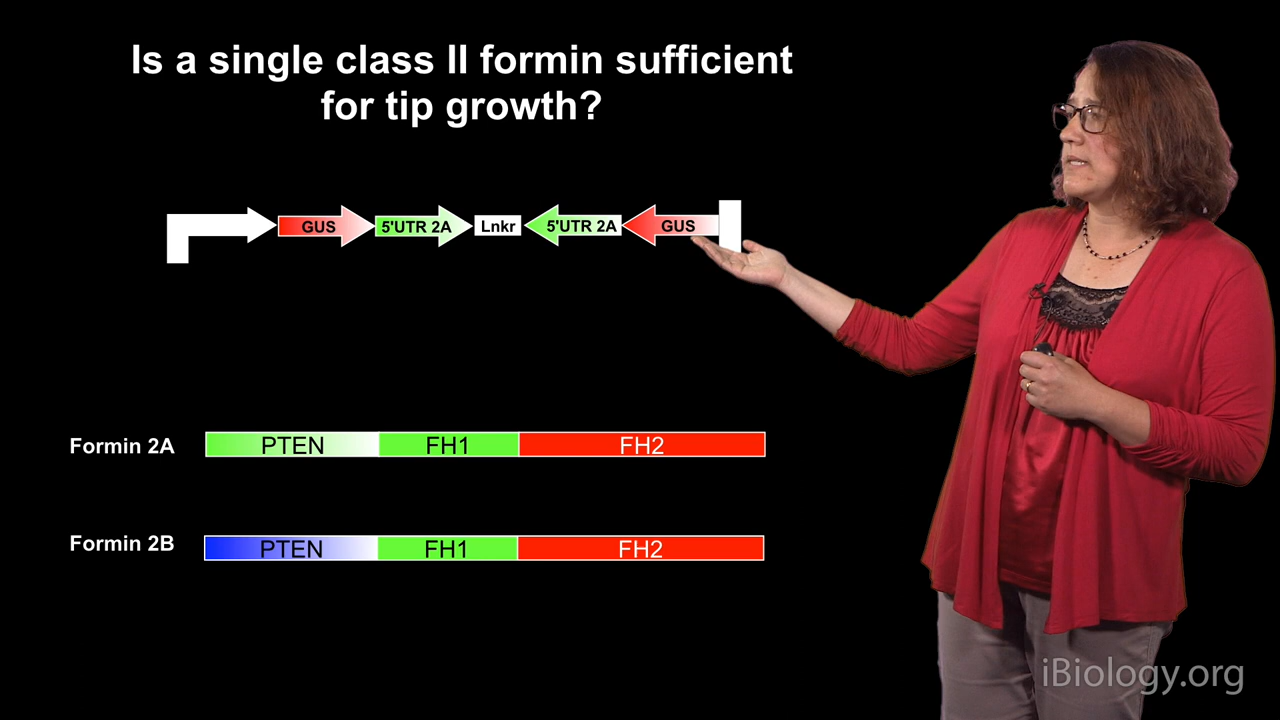 Is a single class II formin sufficient
for tip growth?
GUS 5'UTR 2A Lnkr 5'UTR 2A GUS
Formin 2A PTEN FH1 FH2
Formin 2B PTEN FH1 FH2
iBiology.org